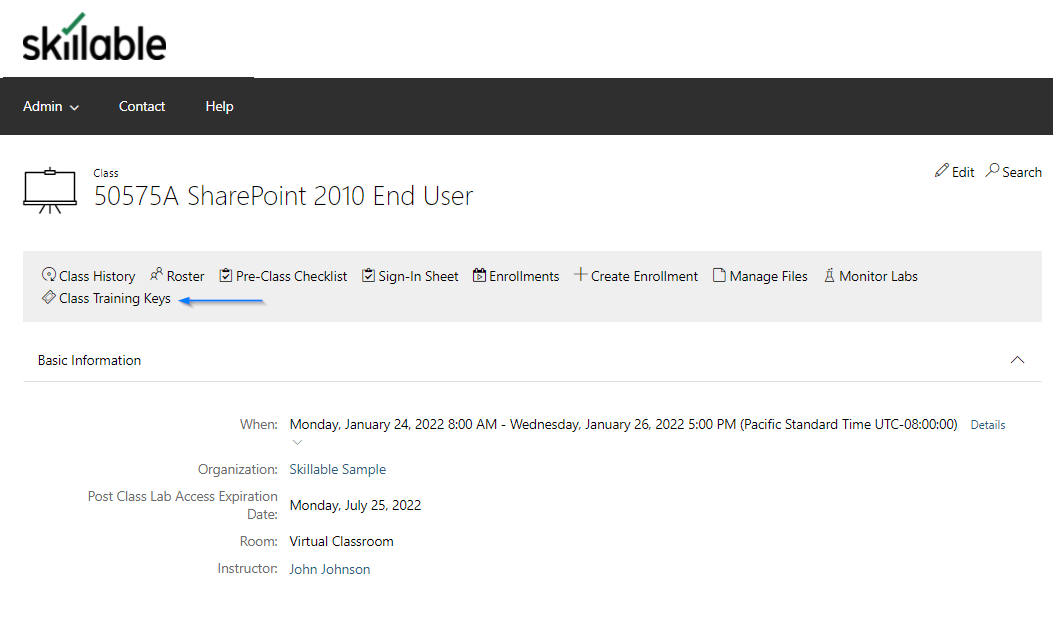 skillable
Admin Contact Help
Class
50575A SharePoint 2010 End User
Edit Search
Class History Roster Pre-Class Checklist Sign-In Sheet Enrollments Create Enrollment Manage Files Monitor Labs
Class Training Keys
Basic Information
When: Monday, January 24, 2022 8:00 AM - Wednesday, January 26, 2022 5:00 PM (Pacific Standard Time UTC-08:00:00) Details
Organization: Skillable Sample
Post Class Lab Access Expiration
Date: Monday, July 25, 2022
Room: Virtual Classroom
Instructor: John Johnson